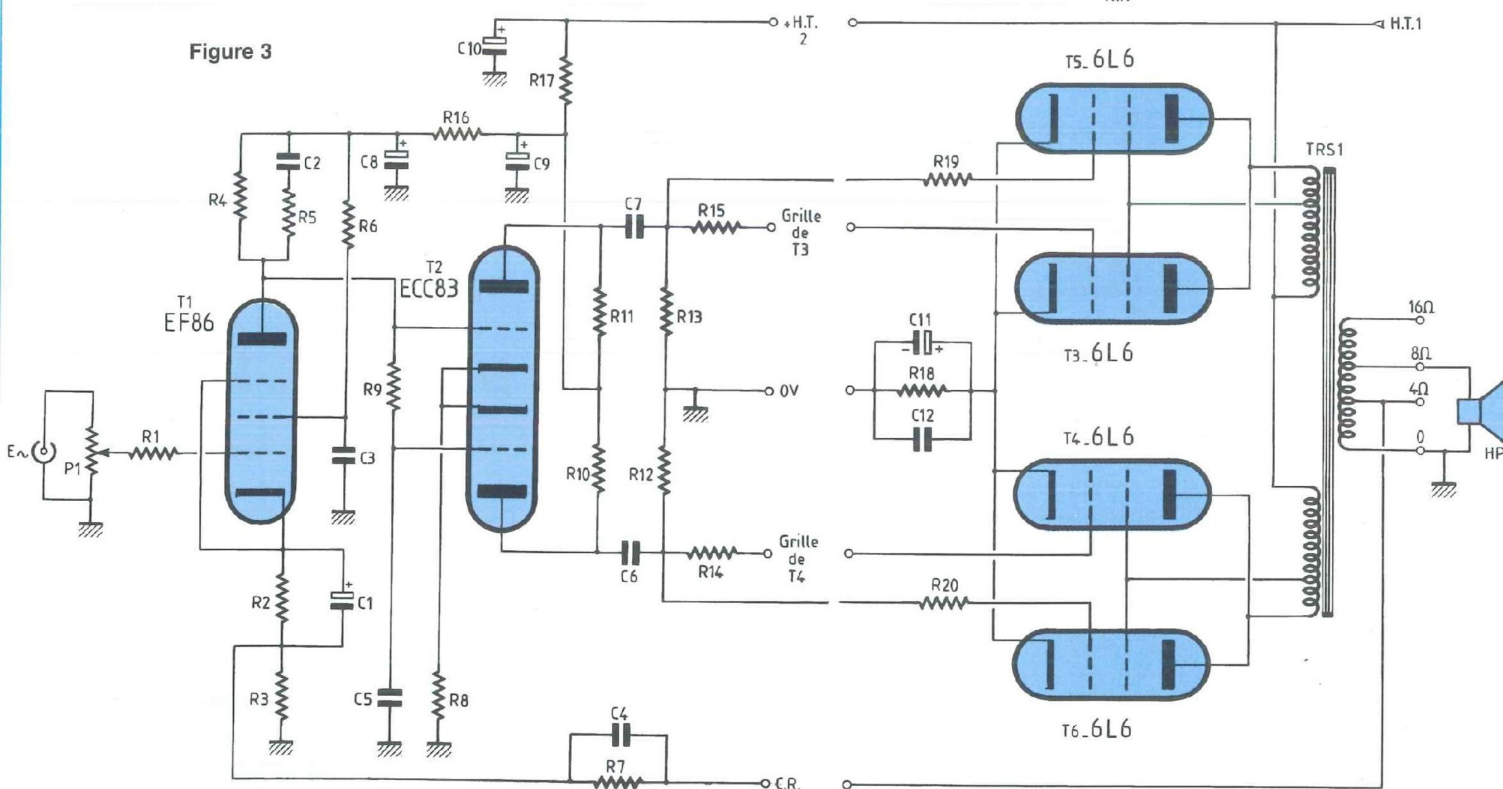 Figure 3
C10
+
+H.T.
2
H.T.1
R17
T5_6L6
R16
C2
C8
+
C9
+
TRS1
R4
R5
R6
R19
C7
R15
Grille
de
T3
T2
ECC83
T1
EF86
R11
R13
C11
-
+
T3_6L6
16Ω
8Ω
R9
0V
R18
4Ω
E~
P1
R1
C3
C12
T4_6L6
0
HP
R10
R12
C6
R14
Grille
de
T4
R2
C1
+
R20
R3
C5
R8
C4
T6_6L6
R7
C.R.